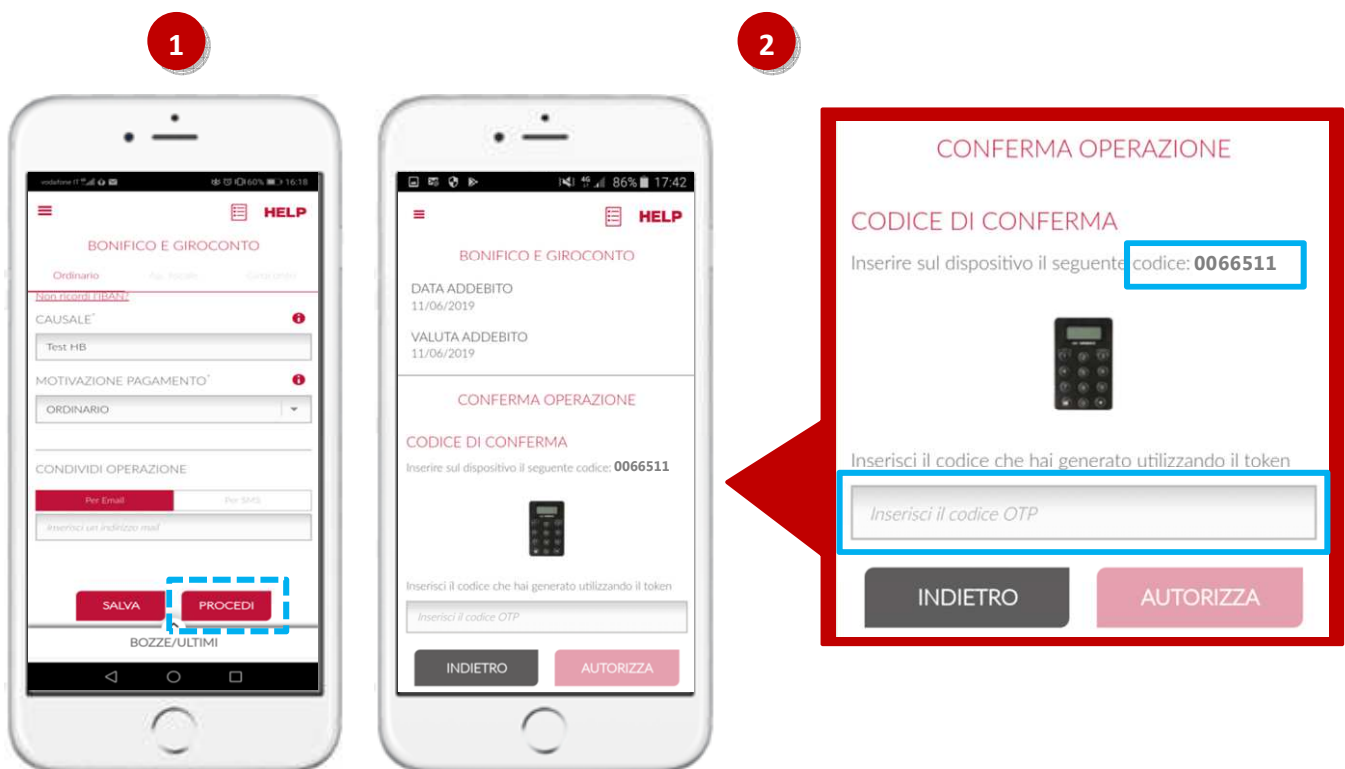 1
2
vodafone IT
60% 16:18
HELP
BONIFICO E GIROCONTO
Ordinario
Giroconto
Non ricordi l'IBAN?
CAUSALE*
Test HB
MOTIVAZIONE PAGAMENTO*
ORDINARIO
CONDIVIDI OPERAZIONE
Per Email Per SMS
Inserisci un indirizzo mail
SALVA PROCEDI
BOZZE/ULTIMI
86% 17:42
HELP
BONIFICO E GIROCONTO
DATA ADDEBITO
11/06/2019
VALUTA ADDEBITO
11/06/2019
CONFERMA OPERAZIONE
CODICE DI CONFERMA
Inserire sul dispositivo il seguente codice: 0066511
Inserisci il codice che hai generato utilizzando il token
Inserisci il codice OTP
INDIETRO AUTORIZZA
CONFERMA OPERAZIONE
CODICE DI CONFERMA
Inserire sul dispositivo il seguente codice: 0066511
Inserisci il codice che hai generato utilizzando il token
Inserisci il codice OTP
INDIETRO AUTORIZZA